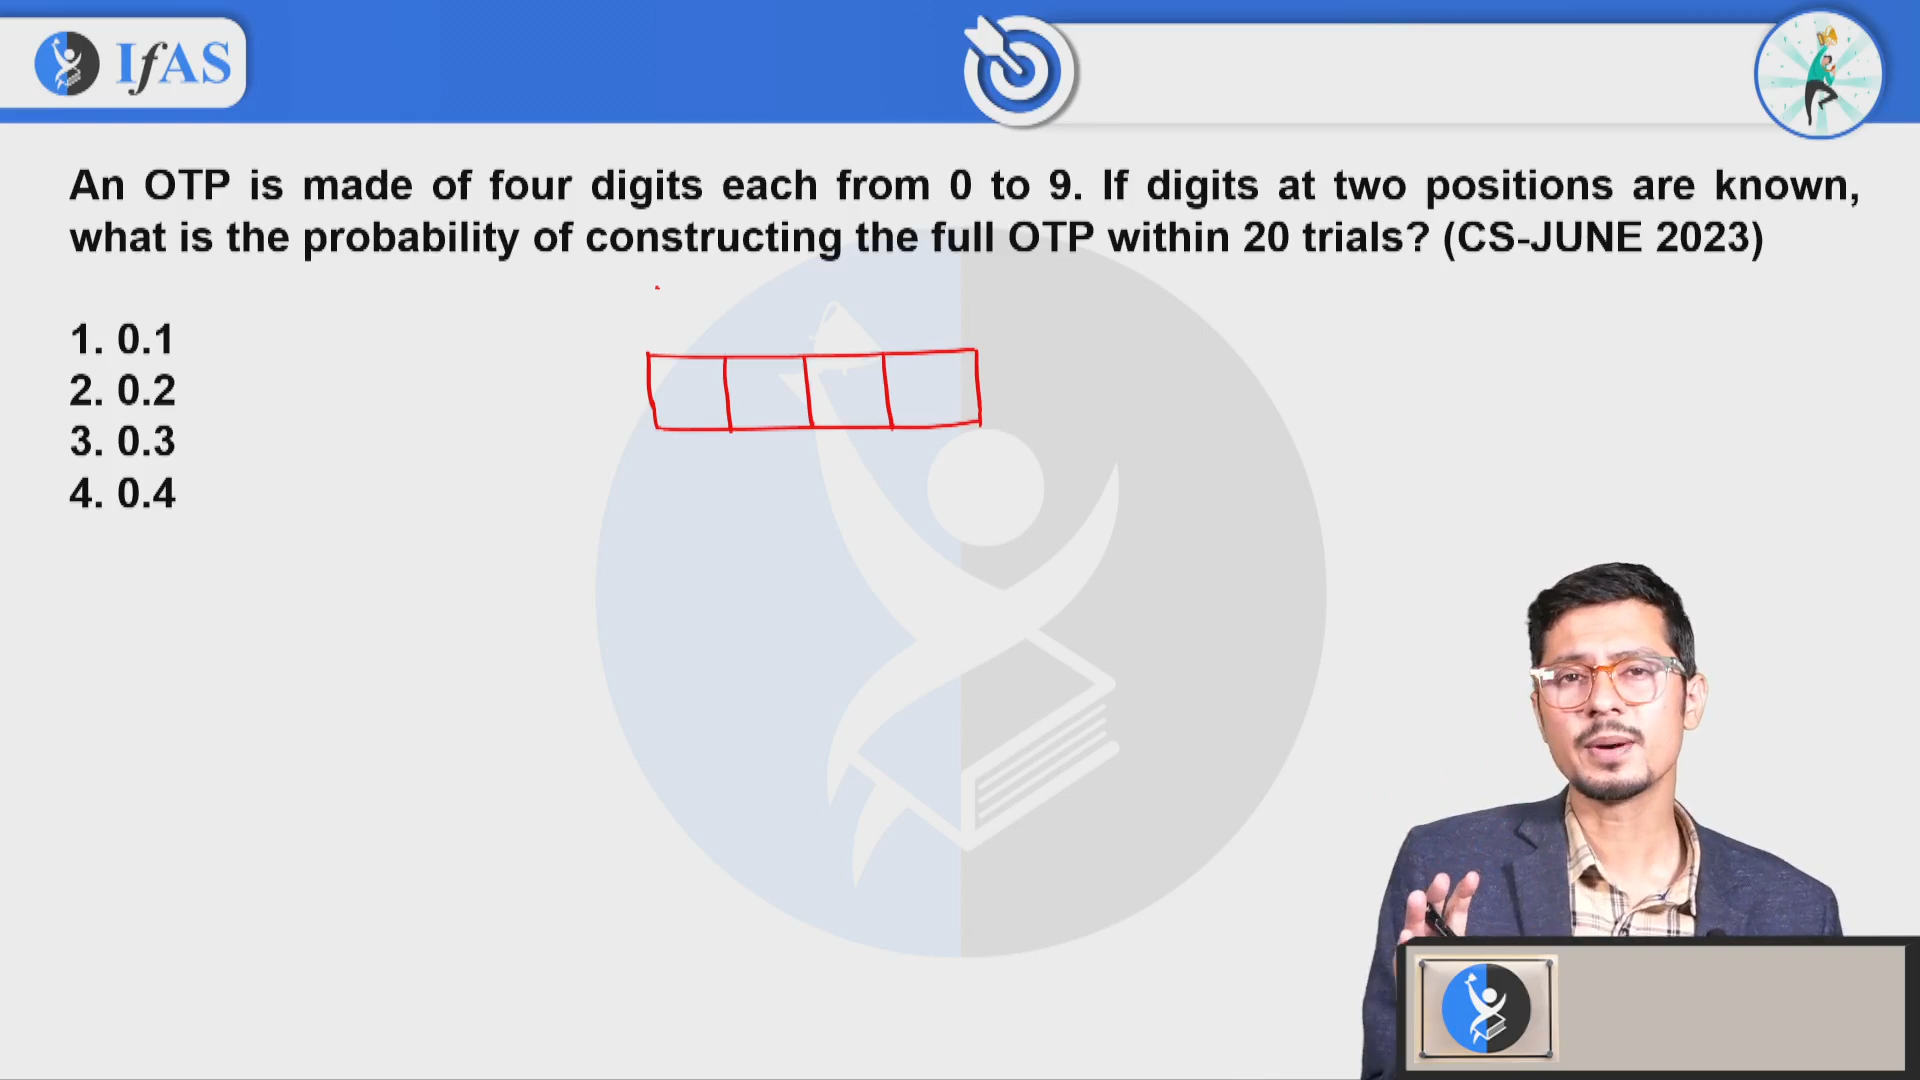 IfAS
An OTP is made of four digits each from 0 to 9. If digits at two positions are known,
what is the probability of constructing the full OTP within 20 trials? (CS-JUNE 2023)
1. 0.1
2. 0.2
3. 0.3
4. 0.4